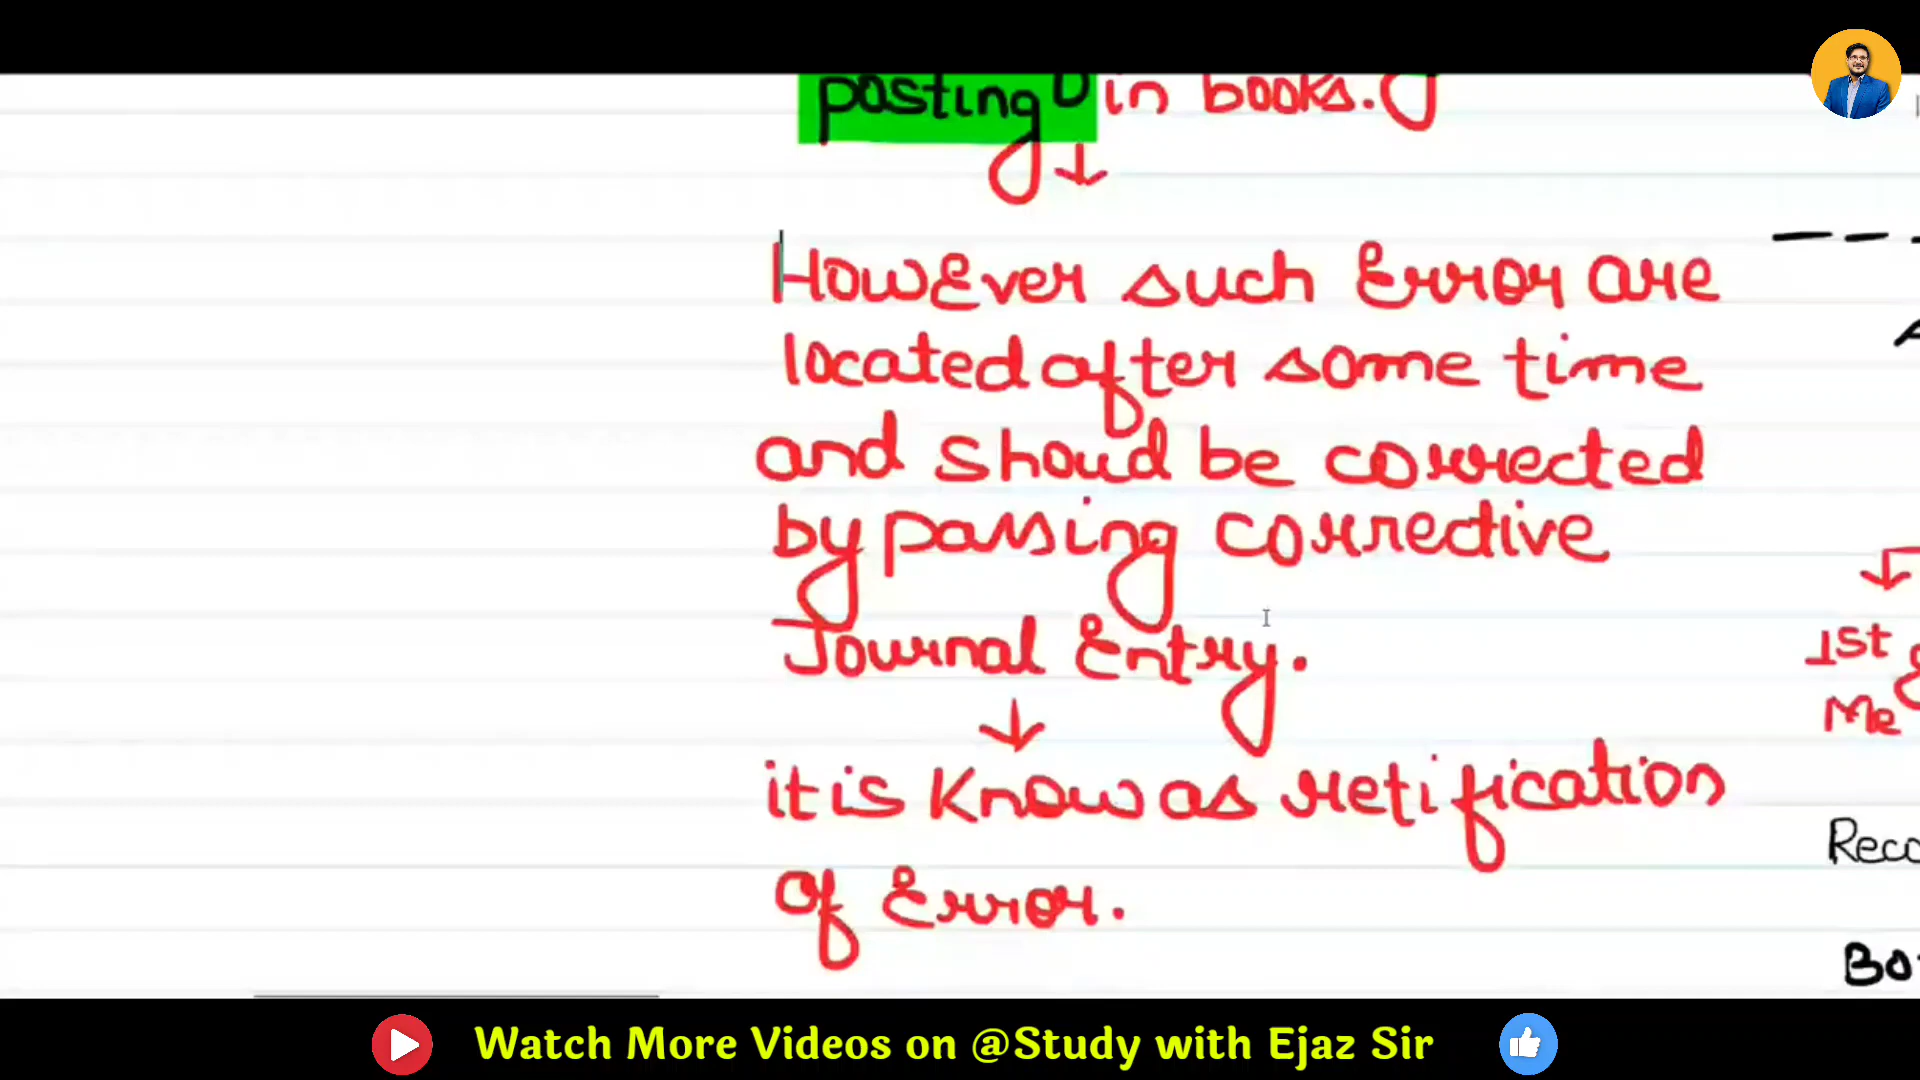 posting in books.
However such Error are
located after some time
and shoud be corrected
by passing corrective
Journal Entry.
it is Know as retification
of Error.
1st
Me
Watch More Videos on @Study with Ejaz Sir